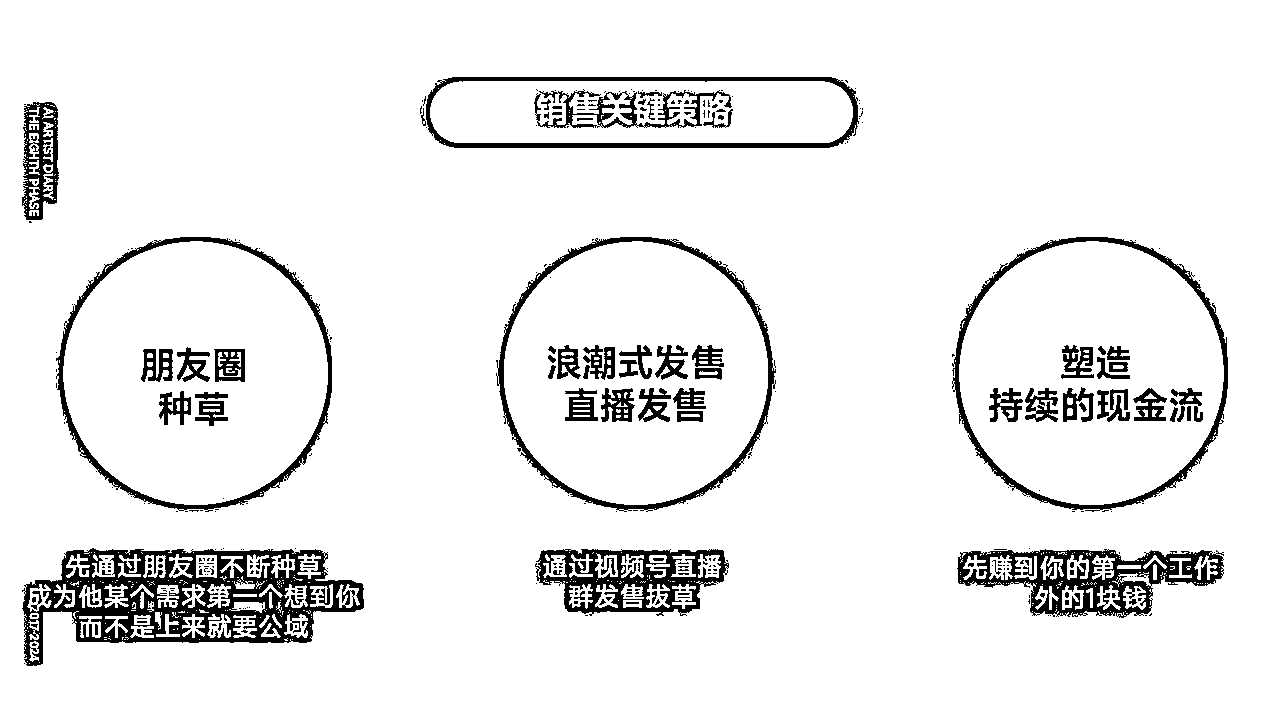 销售关键策略
AI ARTIST DIARY
THE EIGHTH PHASE
朋友圈
种草
浪潮式发售
直播发售
塑造
持续的现金流
先通过朋友圈不断种草
成为他某个需求第一个想到你
而不是上来就要公域
通过视频号直播
群发售拔草
先赚到你的第一个工作
外的1块钱
2017-2024